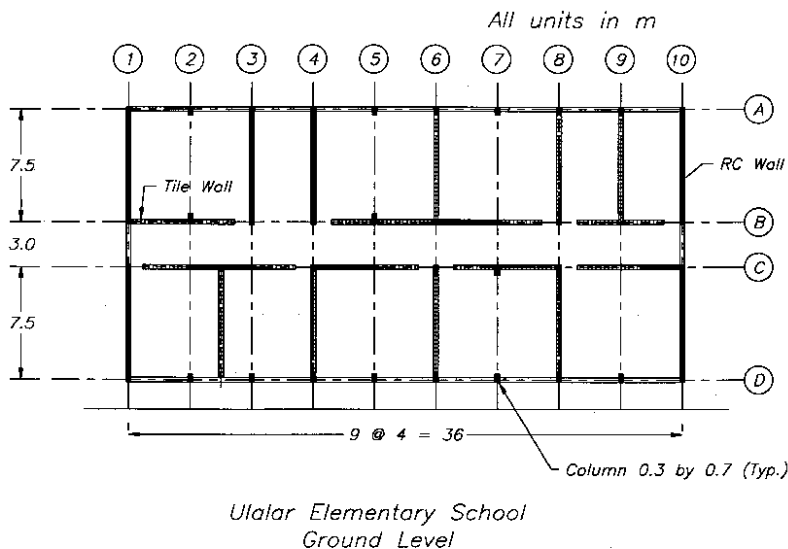 All units in m
1 2 3 4 5 6 7 8 9 10
A
7.5
RC Wall
Tile Wall
B
3.0
C
7.5
D
9 @ 4 = 36
Column 0.3 by 0.7 (Typ.)
Ulalar Elementary School
Ground Level